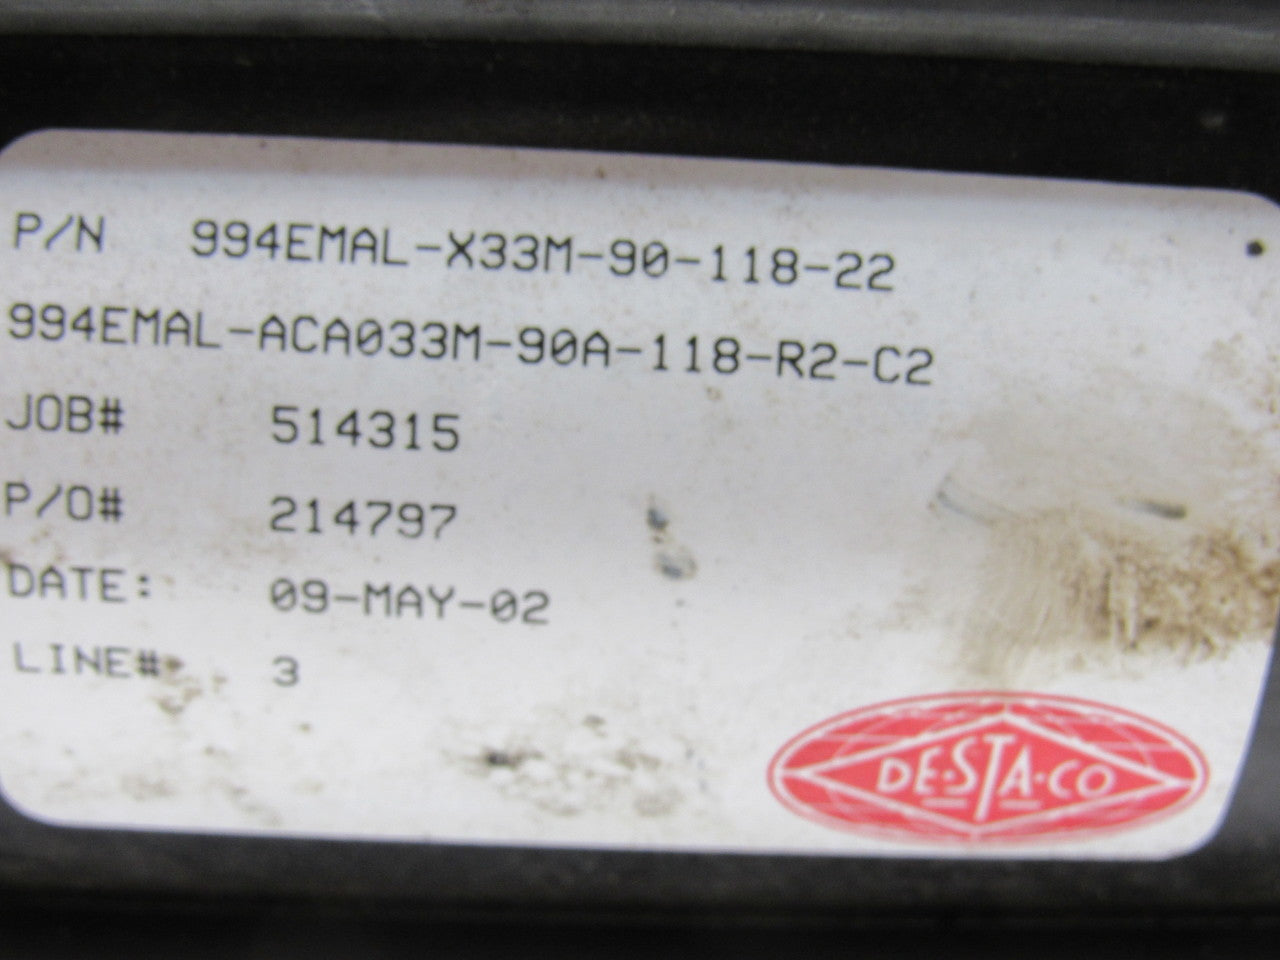 P/N 994EMAL-X33M-90-118-22
994EMAL-ACA033M-90A-118-R2-C2
JOB# 514315
P/O# 214797
DATE: 09-MAY-02
LINE# 3
DE·STA·CO